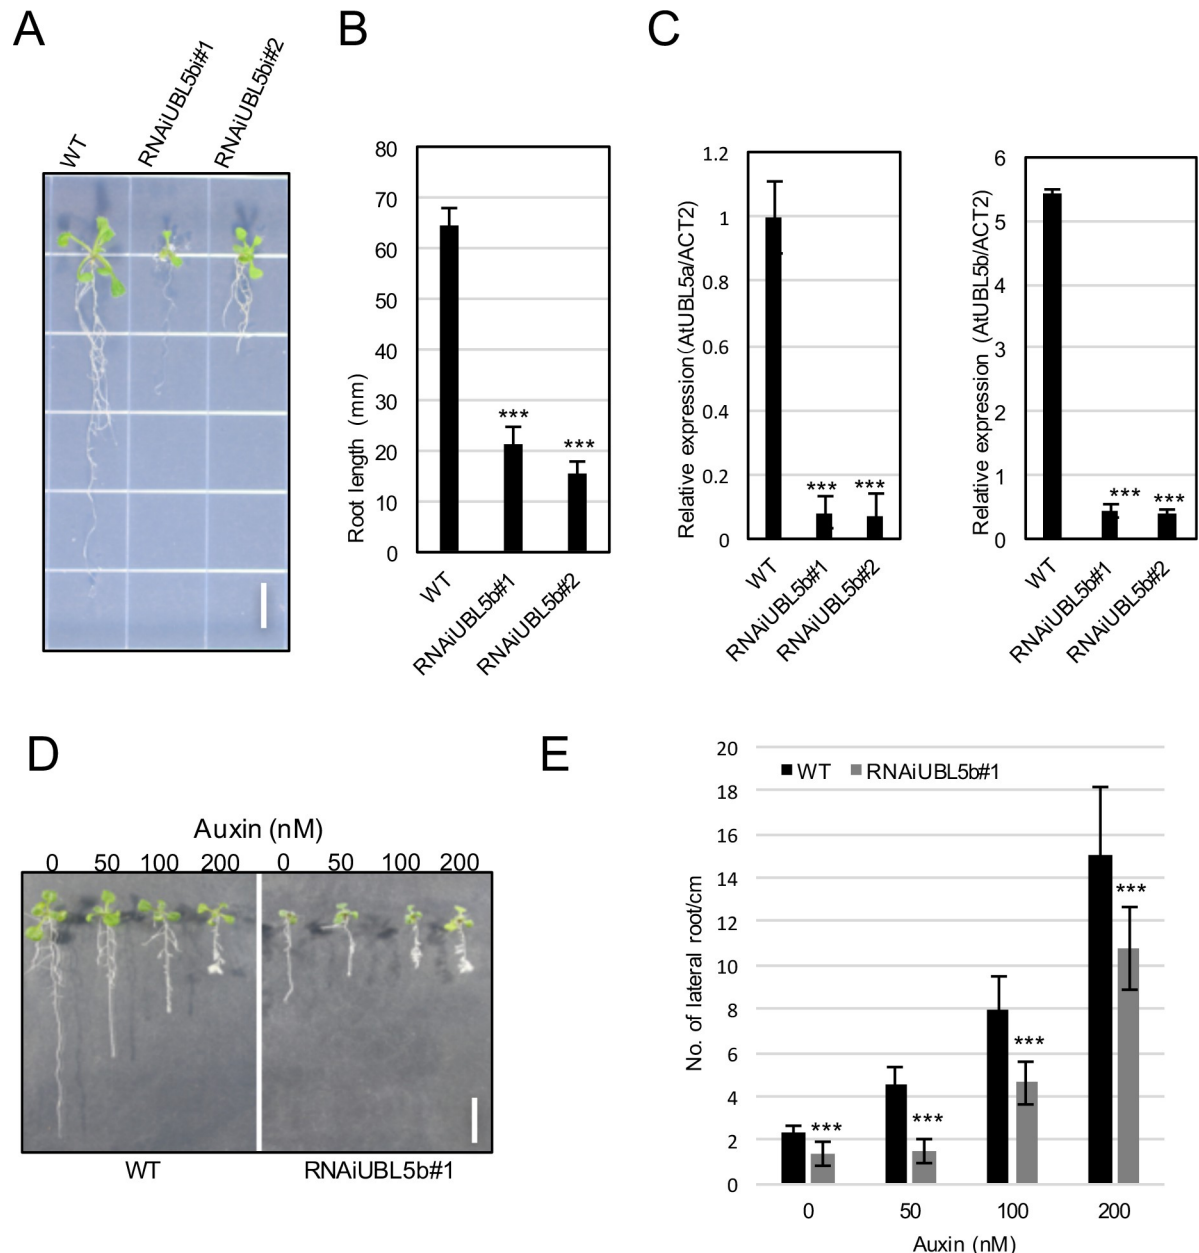 A
B
C
WT
RNAiUBL5bi#1
RNAiUBL5bi#2
80
70
60
50
40
30
20
10
0
Root length (mm)
***
***
WT
RNAiUBL5b#1
RNAiUBL5b#2
1.2
1
0.8
0.6
0.4
0.2
0
Relative expression(AtUBL5a/ACT2)
***
***
WT
RNAiUBL5b#1
RNAiUBL5b#2
6
5
4
3
2
1
0
Relative expression (AtUBL5b/ACT2)
***
***
WT
RNAiUBL5b#1
RNAiUBL5b#2
D
Auxin (nM)
0 50 100 200 0 50 100 200
WT
RNAiUBL5b#1
E
20
18
16
14
12
10
8
6
4
2
0
No. of lateral root/cm
WT RNAiUBL5b#1
***
***
***
***
0 50 100 200
Auxin (nM)